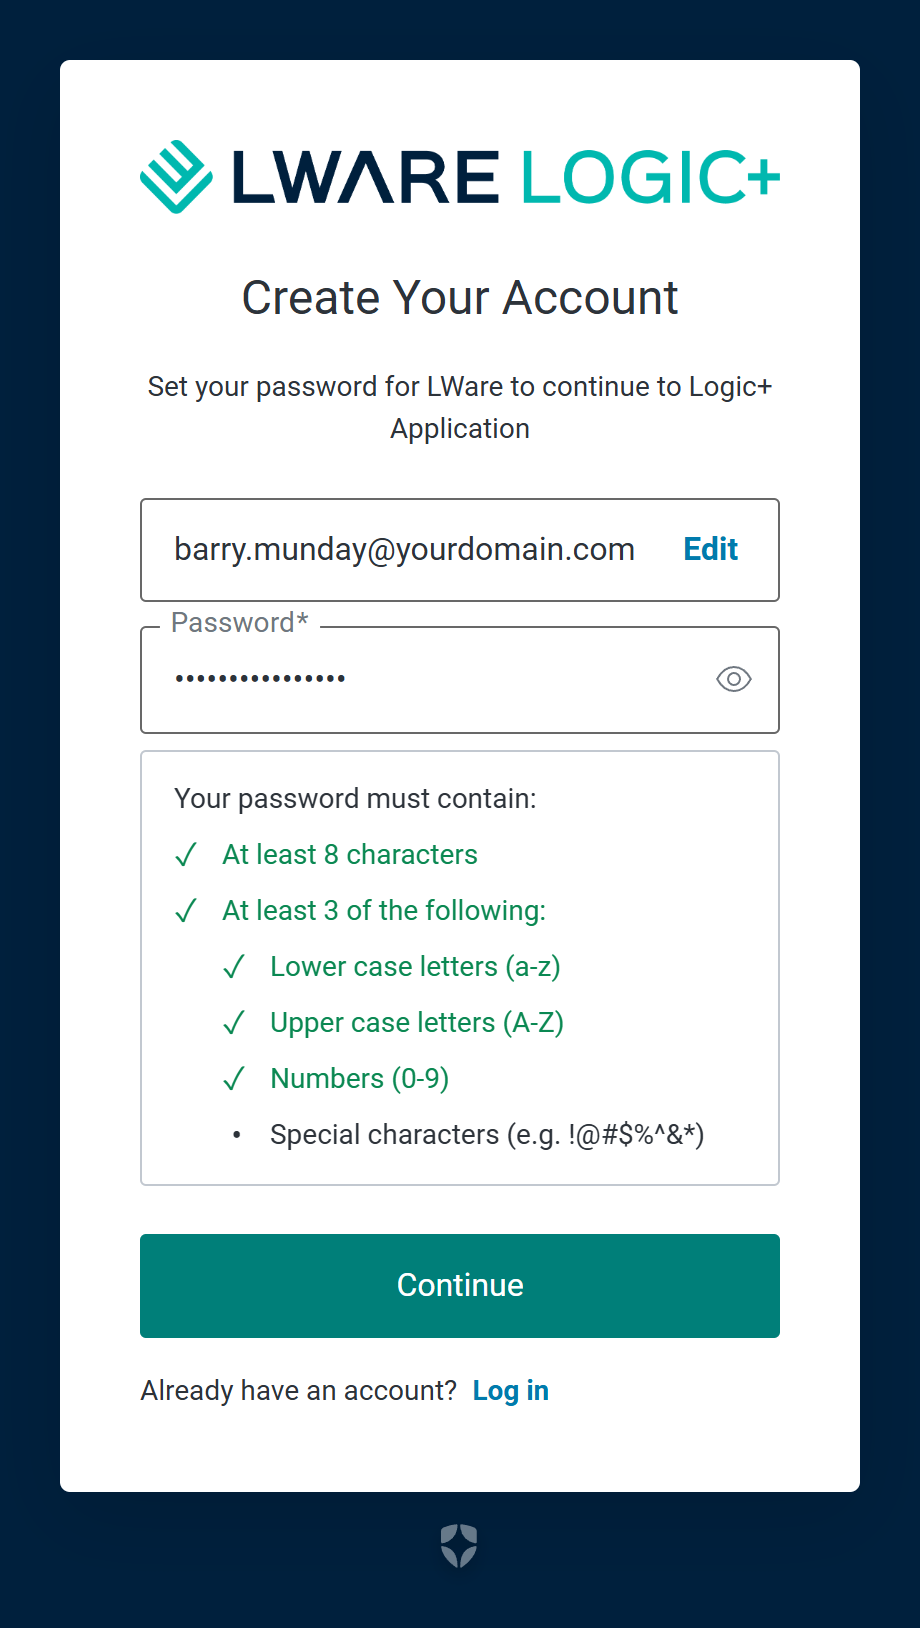 LWARE LOGIC+
Create Your Account
Set your password for LWare to continue to Logic+
Application
barry.munday@yourdomain.com Edit
Password*
••••••••••••••••
Your password must contain:
✓ At least 8 characters
✓ At least 3 of the following:
✓ Lower case letters (a-z)
✓ Upper case letters (A-Z)
✓ Numbers (0-9)
• Special characters (e.g. !@#$%^&*)
Continue
Already have an account? Log in